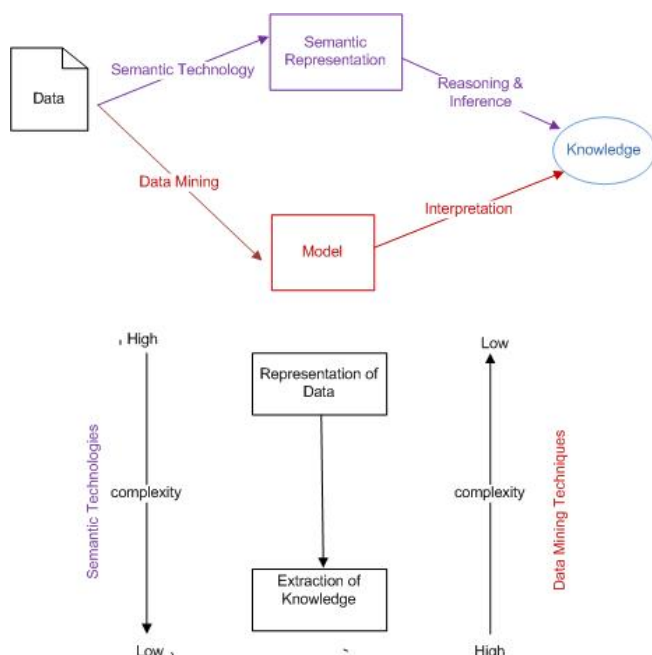 Semantic
Representation
Semantic Technology
Data
Reasoning &
Inference
Knowledge
Data Mining
Interpretation
Model
High
Low
Representation of
Data
Semantic Technologies
complexity
complexity
Data Mining Techniques
Extraction of
Knowledge
Low
High